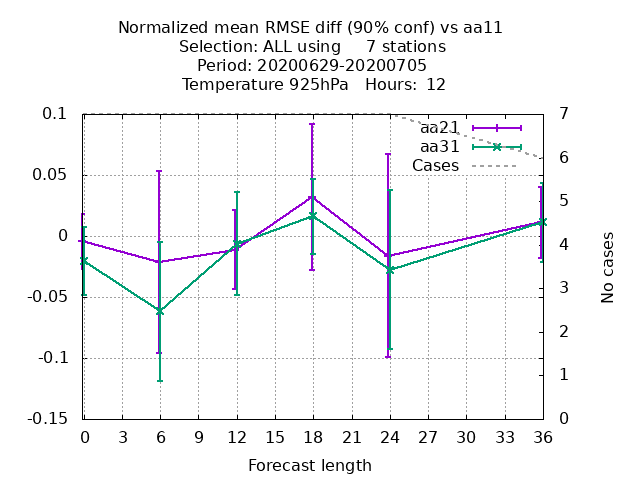 Normalized mean RMSE diff (90% conf) vs aa11
Selection: ALL using     7 stations
Period: 20200629-20200705
Temperature 925hPa   Hours:  12
0.1
0.05
0
-0.05
-0.1
-0.15
7
6
5
4
3
2
1
0
aa21
aa31
Cases
No cases
0 3 6 9 12 15 18 21 24 27 30 33 36
Forecast length